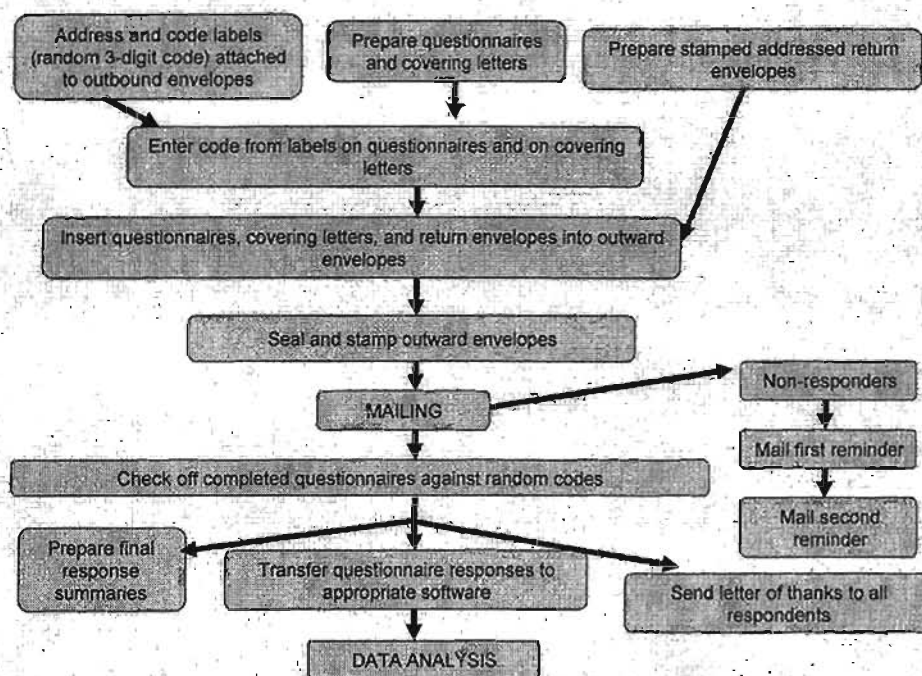 Address and code labels
(random 3-digit code) attached
to outbound envelopes
Prepare questionnaires
and covering letters
Prepare stamped addressed return
envelopes
Enter code from labels on questionnaires and on covering
letters
Insert questionnaires, covering letters, and return envelopes into outward
envelopes
Seal and stamp outward envelopes
MAILING
Non-responders
Mail first reminder
Mail second
reminder
Check off completed questionnaires against random codes
Prepare final
response
summaries
Transfer questionnaire responses to
appropriate software
Send letter of thanks to all
respondents
DATA ANALYSIS